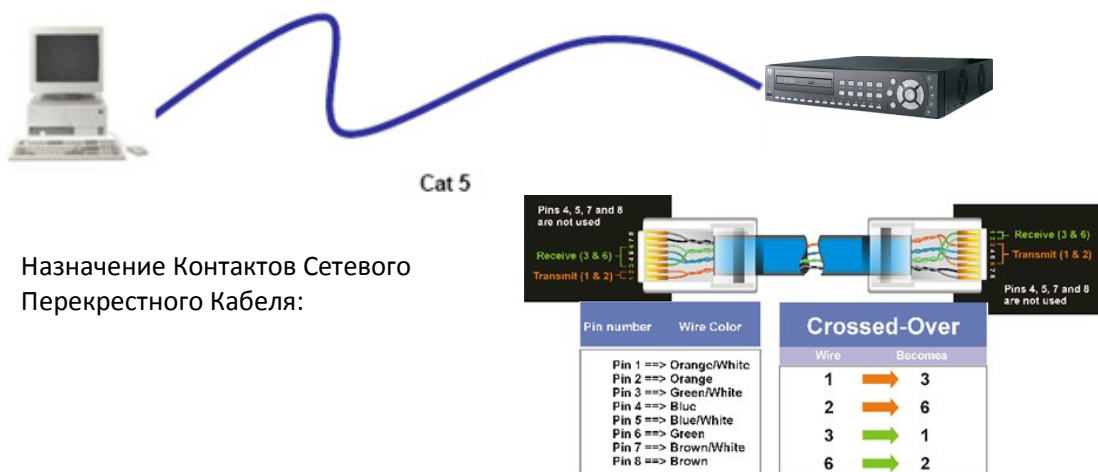 Cat 5
Pins 4, 5, 7 and 8
are not used
Receive (3 & 6)
Transmit (1 & 2)
Receive (3 & 6)
Transmit (1 & 2)
Pins 4, 5, 7 and 8
are not used
Назначение Контактов Сетевого
Перекрестного Кабеля:
Pin number Wire Color
Pin 1 ==> Orange/White
Pin 2 ==> Orange
Pin 3 ==> Green/White
Pin 4 ==> Blue
Pin 5 ==> Blue/White
Pin 6 ==> Green
Pin 7 ==> Brown/White
Pin 8 ==> Brown
Crossed-Over
Wire Becomes
1 3
2 6
3 1
6 2